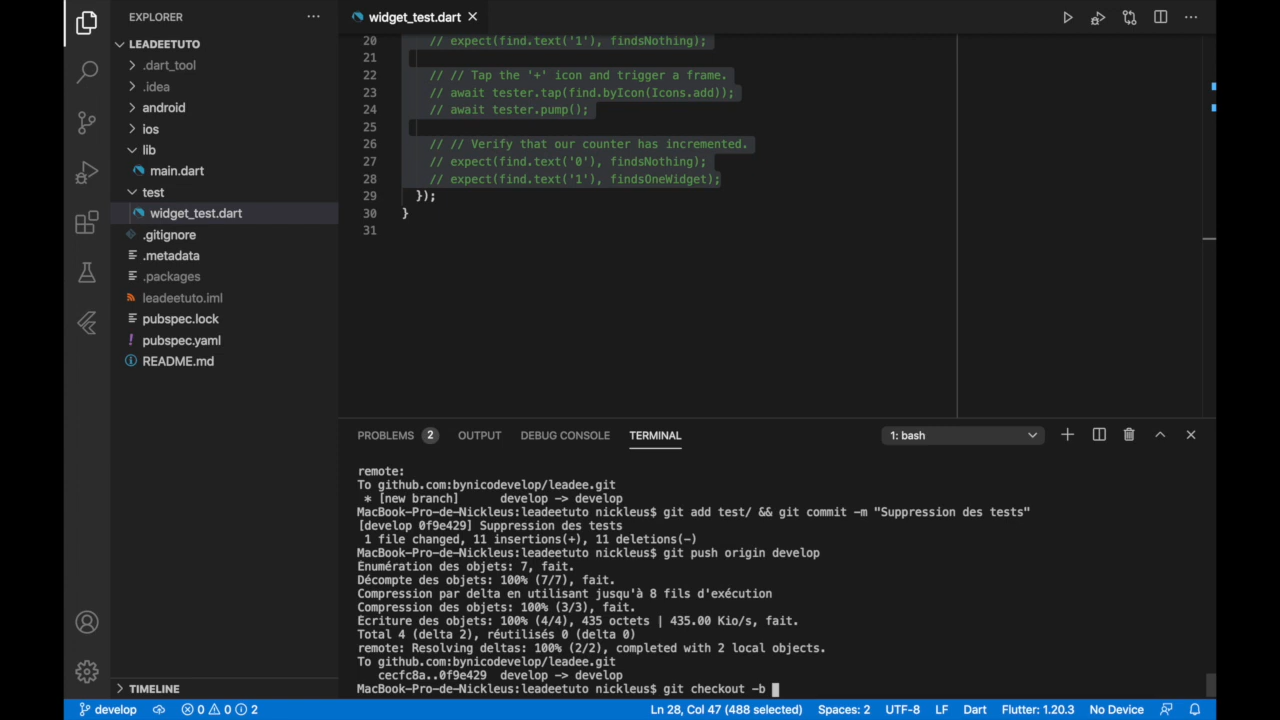 EXPLORER
LEADEETUTO
.dart_tool
.idea
android
ios
lib
main.dart
test
widget_test.dart
.gitignore
.metadata
.packages
leadeetuto.iml
pubspec.lock
pubspec.yaml
README.md
TIMELINE
widget_test.dart
20 // expect(find.text('1'), findsNothing);
21
22 // // Tap the '+' icon and trigger a frame.
23 // await tester.tap(find.byIcon(Icons.add));
24 // await tester.pump();
25
26 // // Verify that our counter has incremented.
27 // expect(find.text('0'), findsNothing);
28 // expect(find.text('1'), findsOneWidget);
29 });
30 }
31
PROBLEMS 2 OUTPUT DEBUG CONSOLE TERMINAL 1: bash
remote:
To github.com:bynicodevelop/leadee.git
* [new branch] develop -> develop
MacBook-Pro-de-Nickleus:leadeetuto nickleus$ git add test/ && git commit -m "Suppression des tests"
[develop 0f9e429] Suppression des tests
1 file changed, 11 insertions(+), 11 deletions(-)
MacBook-Pro-de-Nickleus:leadeetuto nickleus$ git push origin develop
Énumération des objets: 7, fait.
Décompte des objets: 100% (7/7), fait.
Compression par delta en utilisant jusqu'à 8 fils d'exécution
Compression des objets: 100% (3/3), fait.
Écriture des objets: 100% (4/4), 435 octets | 435.00 Kio/s, fait.
Total 4 (delta 2), réutilisés 0 (delta 0)
remote: Resolving deltas: 100% (2/2), completed with 2 local objects.
To github.com:bynicodevelop/leadee.git
cecfc8a..0f9e429 develop -> develop
MacBook-Pro-de-Nickleus:leadeetuto nickleus$ git checkout -b
develop 0 0 2 Ln 28, Col 47 (488 selected) Spaces: 2 UTF-8 LF Dart Flutter: 1.20.3 No Device